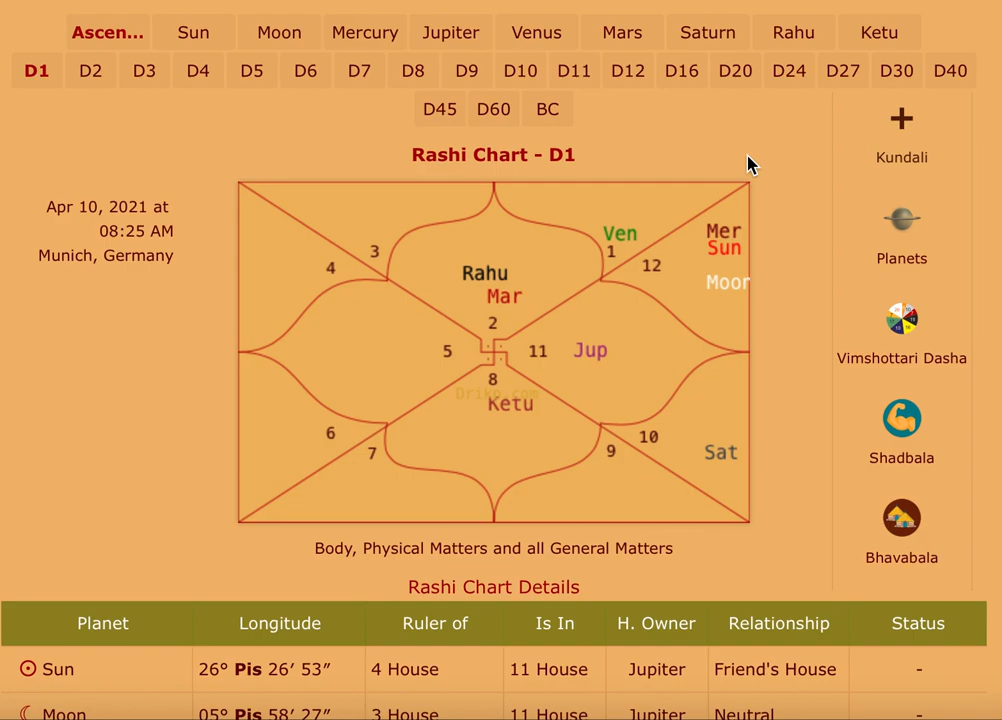 Ascen... Sun Moon Mercury Jupiter Venus Mars Saturn Rahu Ketu
D1 D2 D3 D4 D5 D6 D7 D8 D9 D10 D11 D12 D16 D20 D24 D27 D30 D40
D45 D60 BC
Rashi Chart - D1
Apr 10, 2021 at
08:25 AM
Munich, Germany
Ven
Mer
Sun
3
1
12
4
Rahu
Moon
Mar
2
5
11
Jup
8
Drikp.com
Ketu
6
10
7
9
Sat
Kundali
Planets
Vimshottari Dasha
Shadbala
Bhavabala
Body, Physical Matters and all General Matters
Rashi Chart Details
Planet Longitude Ruler of Is In H. Owner Relationship Status
☉ Sun 26° Pis 26′ 53″ 4 House 11 House Jupiter Friend's House -
☾ Moon 05° Pis 58′ 27″ 3 House 11 House Jupiter Neutral -